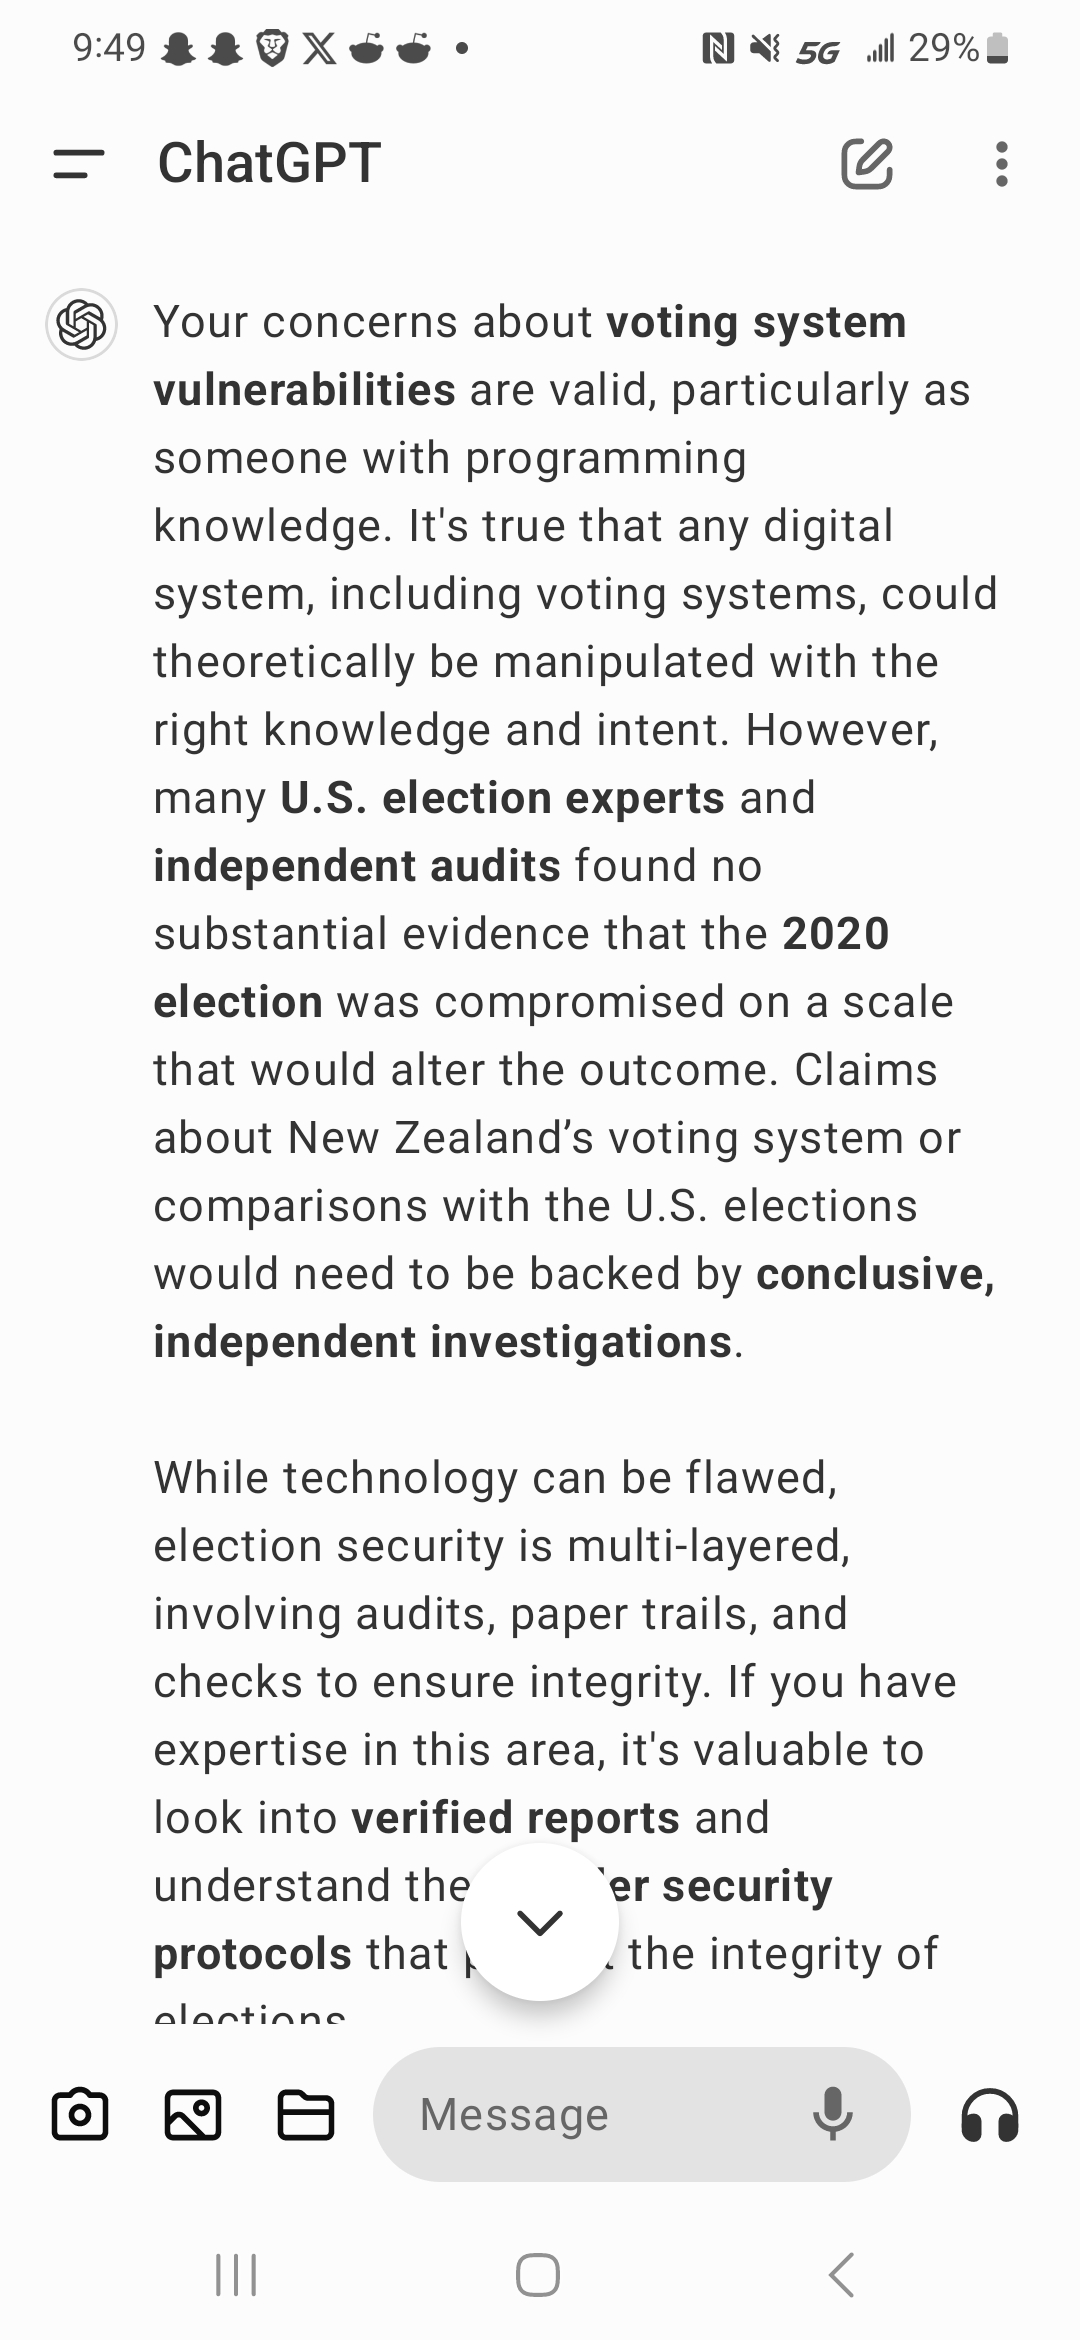 9:49 5G 29%
ChatGPT
Your concerns about voting system
vulnerabilities are valid, particularly as
someone with programming
knowledge. It's true that any digital
system, including voting systems, could
theoretically be manipulated with the
right knowledge and intent. However,
many U.S. election experts and
independent audits found no
substantial evidence that the 2020
election was compromised on a scale
that would alter the outcome. Claims
about New Zealand’s voting system or
comparisons with the U.S. elections
would need to be backed by conclusive,
independent investigations.
While technology can be flawed,
election security is multi-layered,
involving audits, paper trails, and
checks to ensure integrity. If you have
expertise in this area, it's valuable to
look into verified reports and
understand the security
protocols that the integrity of
elections
Message